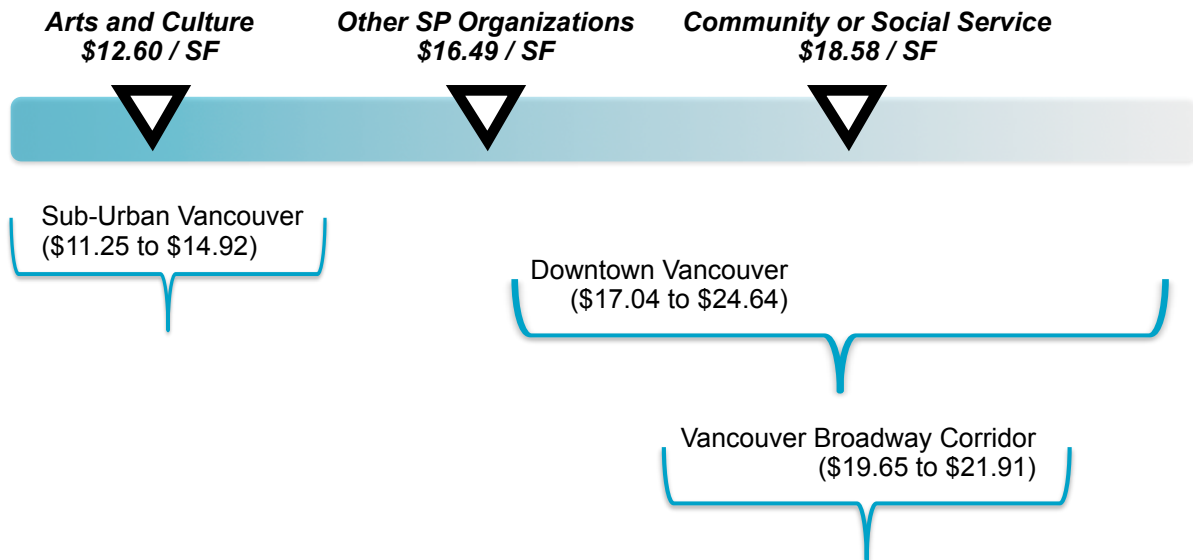 Arts and Culture
$12.60 / SF
Other SP Organizations
$16.49 / SF
Community or Social Service
$18.58 / SF
Sub-Urban Vancouver
($11.25 to $14.92)
Downtown Vancouver
($17.04 to $24.64)
Vancouver Broadway Corridor
($19.65 to $21.91)